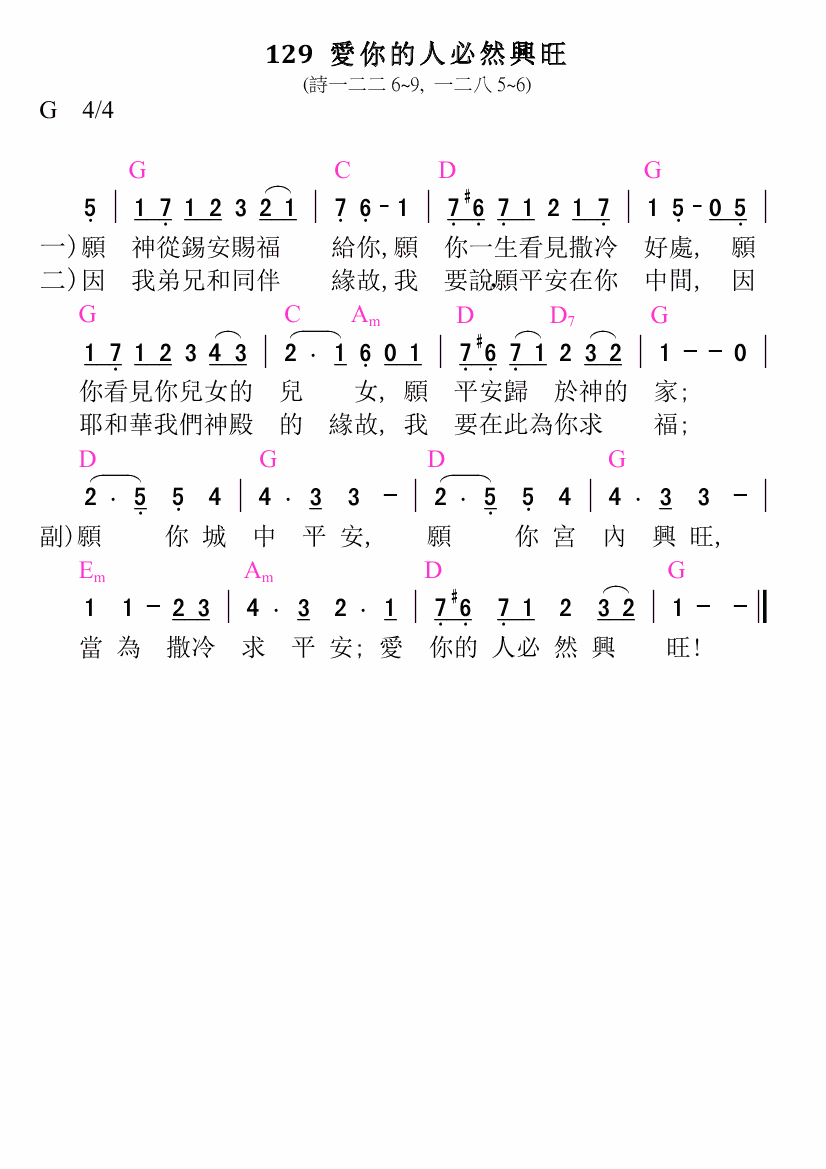 129 愛你的人必然興旺
(詩一二二 6~9, 一二八 5~6)
G 4/4
G C D G
5 | 1 7 1 2 3 2 1 | 7 6 - 1 | 7 #6 7 1 2 1 7 | 1 5 - 0 5 |
一)願 神從錫安賜福 給你,願 你一生看見撒冷 好處, 願
二)因 我弟兄和同伴 緣故,我 要說,願平安在你 中間, 因
G C Am D D7 G
1 7 1 2 3 4 3 | 2 · 1 6 0 1 | 7 #6 7 1 2 3 2 | 1 - - 0 |
你看見你兒女的 兒 女, 願 平安歸 於神的 家;
耶和華我們神殿 的 緣故, 我 要在此為你求 福;
D G D G
2 · 5 5 4 | 4 · 3 3 - | 2 · 5 5 4 | 4 · 3 3 - |
副)願 你 城 中 平 安, 願 你 宮 內 興 旺,
Em Am D G
1 1 - 2 3 | 4 · 3 2 · 1 | 7 #6 7 1 2 3 2 | 1 - - ‖
當 為 撒冷 求 平 安; 愛 你的 人必 然 興 旺!